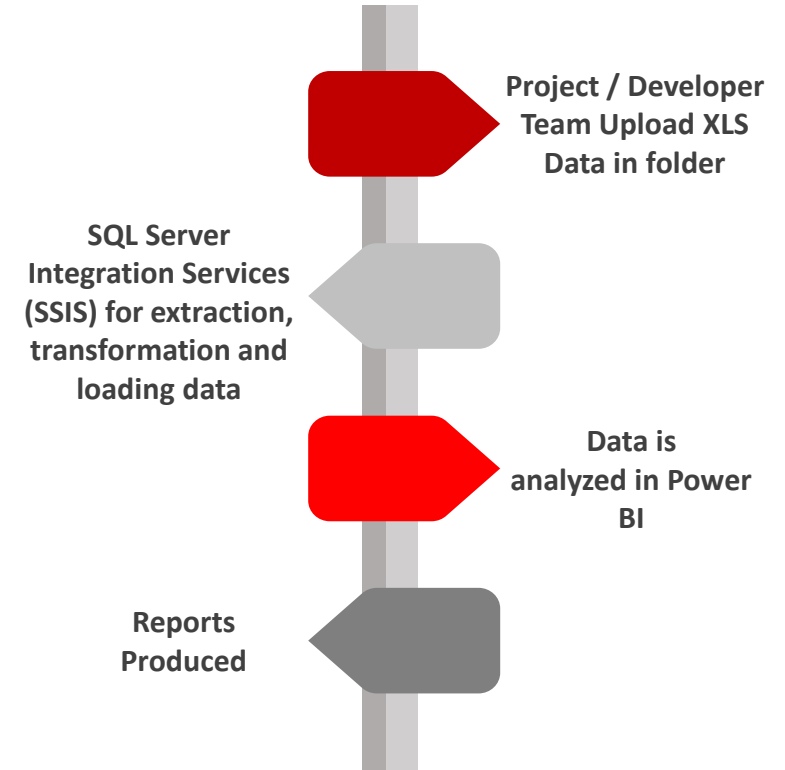 Project / Developer
Team Upload XLS
Data in folder
SQL Server
Integration Services
(SSIS) for extraction,
transformation and
loading data
Data is
analyzed in Power
BI
Reports
Produced